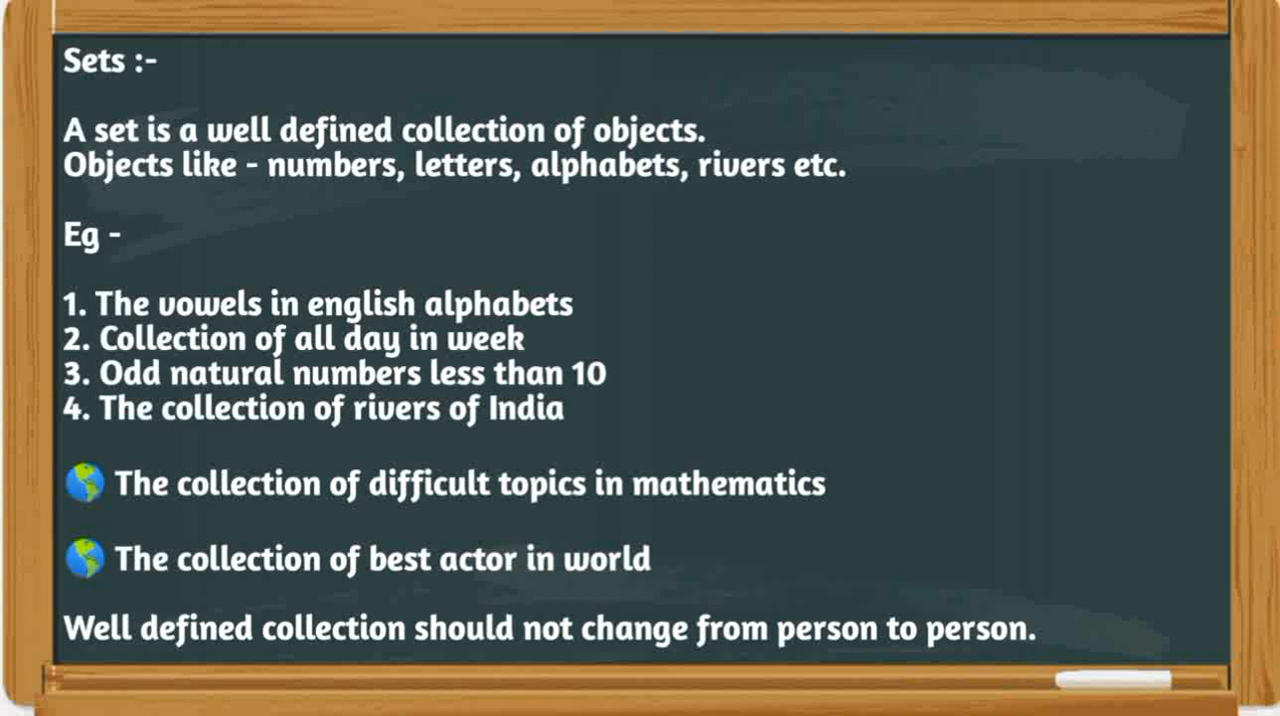 Sets :-
A set is a well defined collection of objects.
Objects like - numbers, letters, alphabets, rivers etc.
Eg -
1. The vowels in english alphabets
2. Collection of all day in week
3. Odd natural numbers less than 10
4. The collection of rivers of India
🌎 The collection of difficult topics in mathematics
🌎 The collection of best actor in world
Well defined collection should not change from person to person.